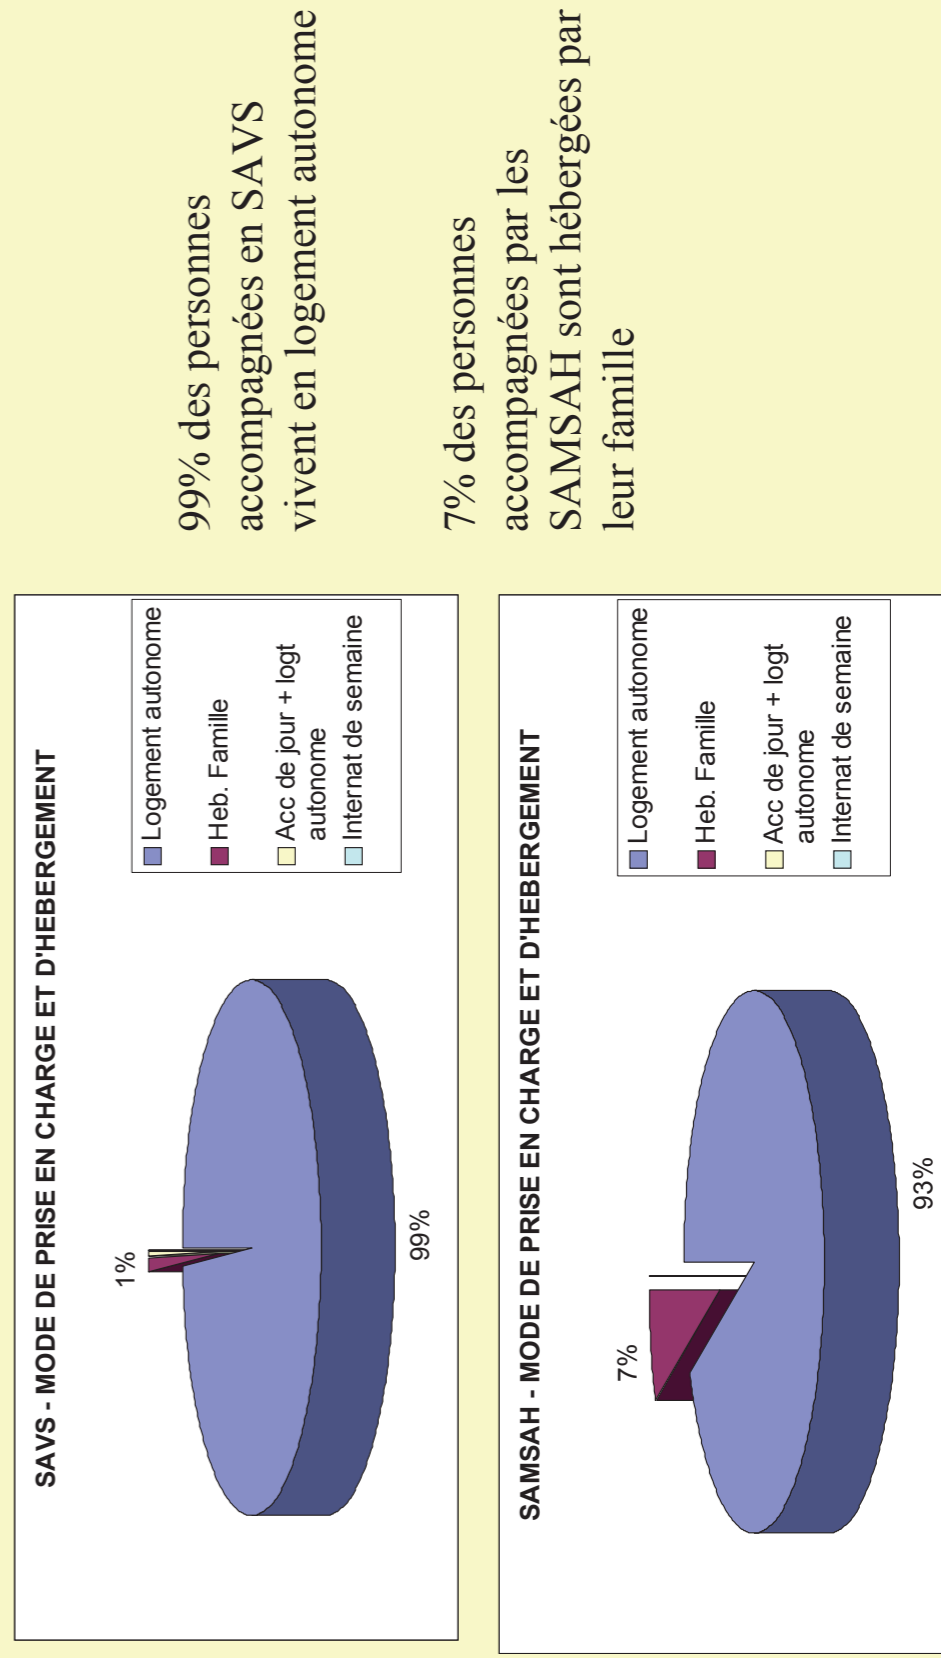 SAVS - MODE DE PRISE EN CHARGE ET D'HEBERGEMENT
1%
99%
Logement autonome
Heb. Famille
Acc de jour + logt
autonome
Internat de semaine
99% des personnes
accompagnées en SAVS
vivent en logement autonome
SAMSAH - MODE DE PRISE EN CHARGE ET D'HEBERGEMENT
7%
93%
Logement autonome
Heb. Famille
Acc de jour + logt
autonome
Internat de semaine
7% des personnes
accompagnées par les
SAMSAH sont hébergées par
leur famille